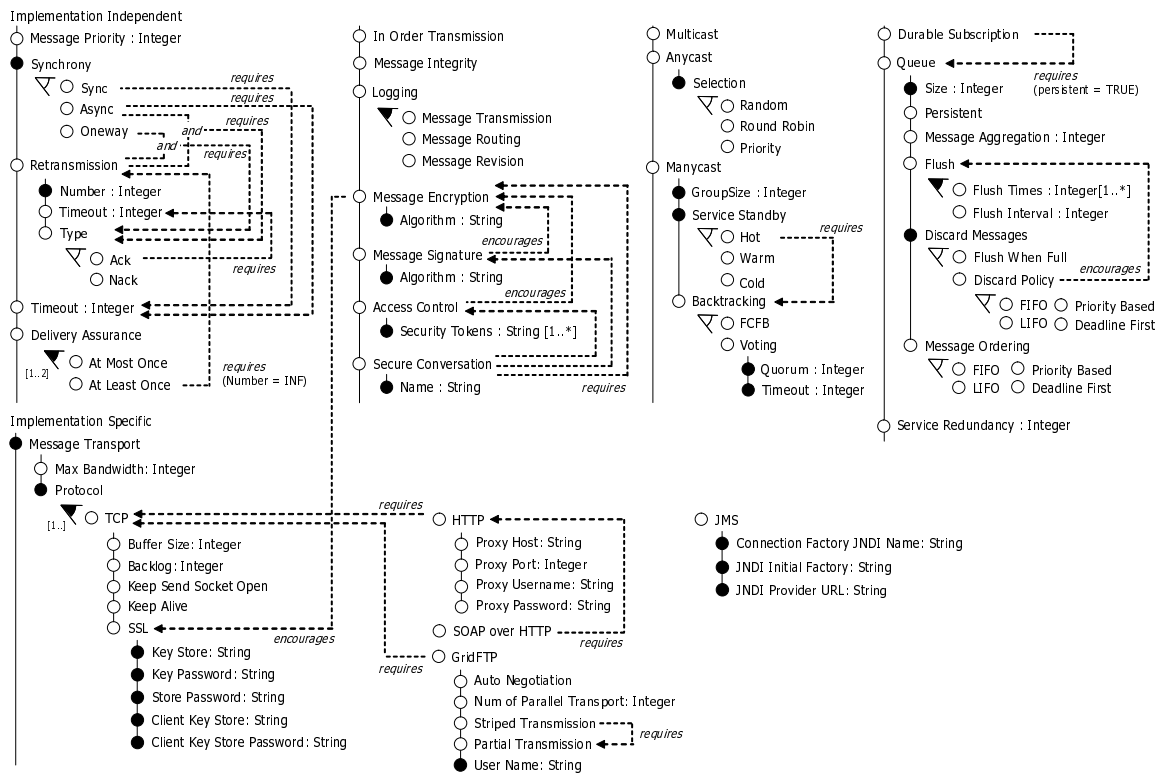 Implementation Independent
Message Priority : Integer
Synchrony
Sync
requires
Async
requires
Oneway
and
requires
and
requires
Retransmission
Number : Integer
Timeout : Integer
Type
Ack
requires
Nack
Timeout : Integer
Delivery Assurance
[1..2]
At Most Once
At Least Once
requires
(Number = INF)
In Order Transmission
Message Integrity
Logging
Message Transmission
Message Routing
Message Revision
Message Encryption
Algorithm : String
encourages
Message Signature
Algorithm : String
encourages
Access Control
Security Tokens : String [1..*]
Secure Conversation
Name : String
requires
Multicast
Anycast
Selection
Random
Round Robin
Priority
Manycast
GroupSize : Integer
Service Standby
requires
Hot
Warm
Cold
Backtracking
FCFB
Voting
Quorum : Integer
Timeout : Integer
Durable Subscription
Queue
requires
(persistent = TRUE)
Size : Integer
Persistent
Message Aggregation : Integer
Flush
Flush Times : Integer[1..*]
Flush Interval : Integer
Discard Messages
Flush When Full
Discard Policy
encourages
FIFO
Priority Based
LIFO
Deadline First
Message Ordering
FIFO
Priority Based
LIFO
Deadline First
Service Redundancy : Integer
Implementation Specific
Message Transport
Max Bandwidth: Integer
Protocol
[1..]
TCP
Buffer Size: Integer
Backlog: Integer
Keep Send Socket Open
Keep Alive
SSL
encourages
Key Store: String
Key Password: String
Store Password: String
Client Key Store: String
Client Key Store Password: String
requires
HTTP
Proxy Host: String
Proxy Port: Integer
Proxy Username: String
Proxy Password: String
SOAP over HTTP
requires
GridFTP
requires
Auto Negotiation
Num of Parallel Transport: Integer
Striped Transmission
requires
Partial Transmission
User Name: String
JMS
Connection Factory JNDI Name: String
JNDI Initial Factory: String
JNDI Provider URL: String